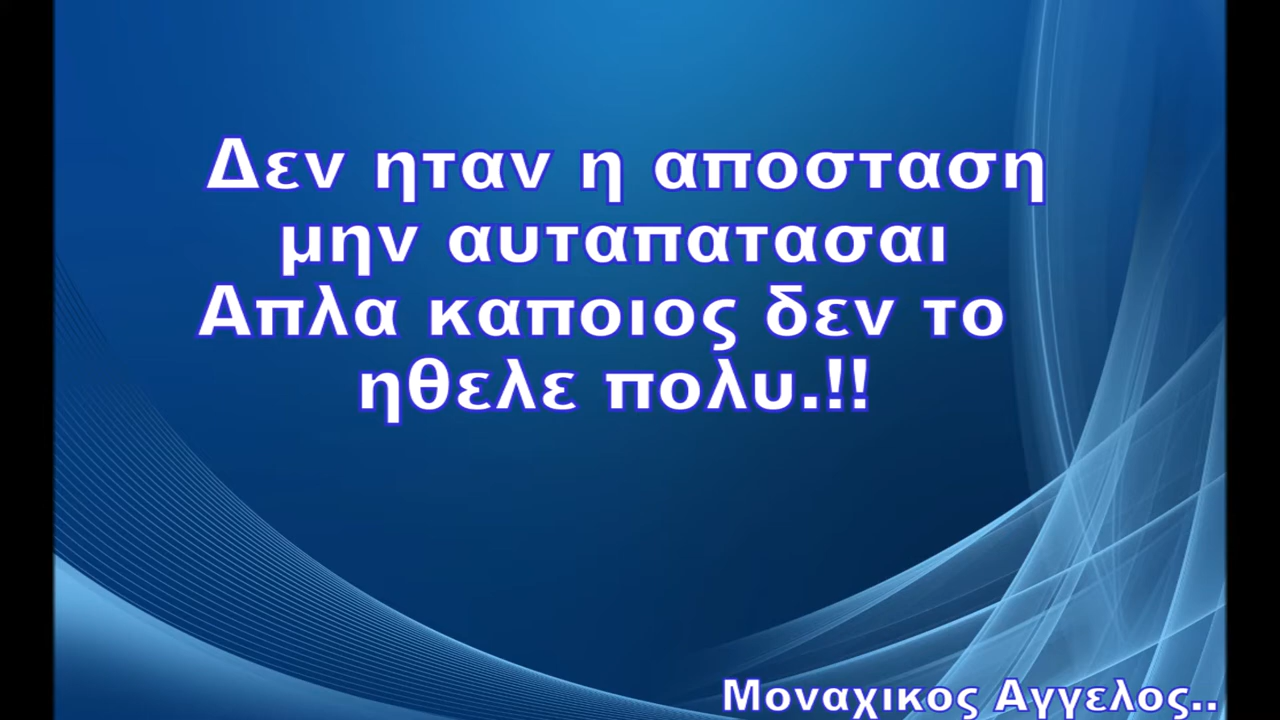 Δεν ηταν η αποσταση
μην αυταπατασαι
Απλα καποιος δεν το
ηθελε πολυ.!!
Μοναχικος Αγγελος..